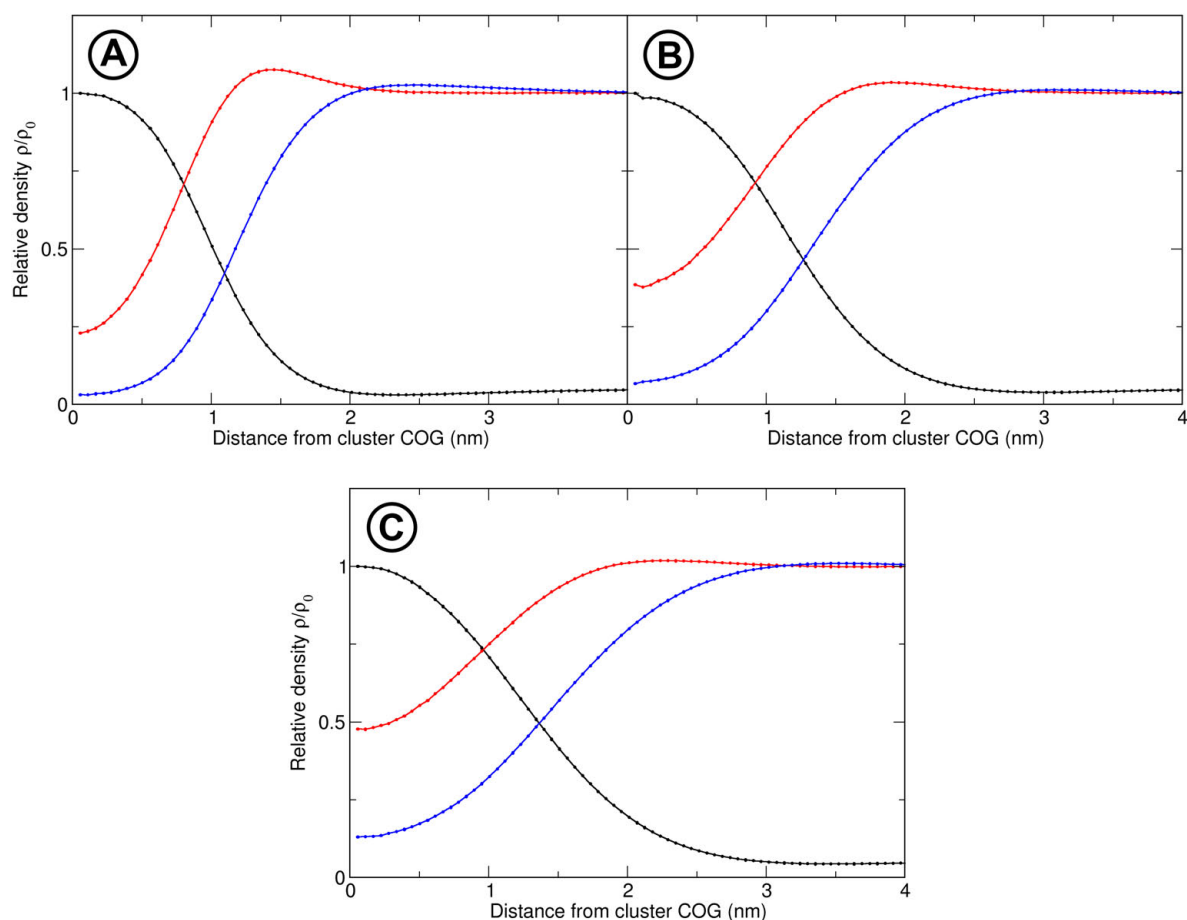 A
B
Relative density ρ/ρ0
1
0.5
0
0 1 2 3 0 1 2 3 4
Distance from cluster COG (nm) Distance from cluster COG (nm)
C
Relative density ρ/ρ0
1
0.5
0
0 1 2 3 4
Distance from cluster COG (nm)